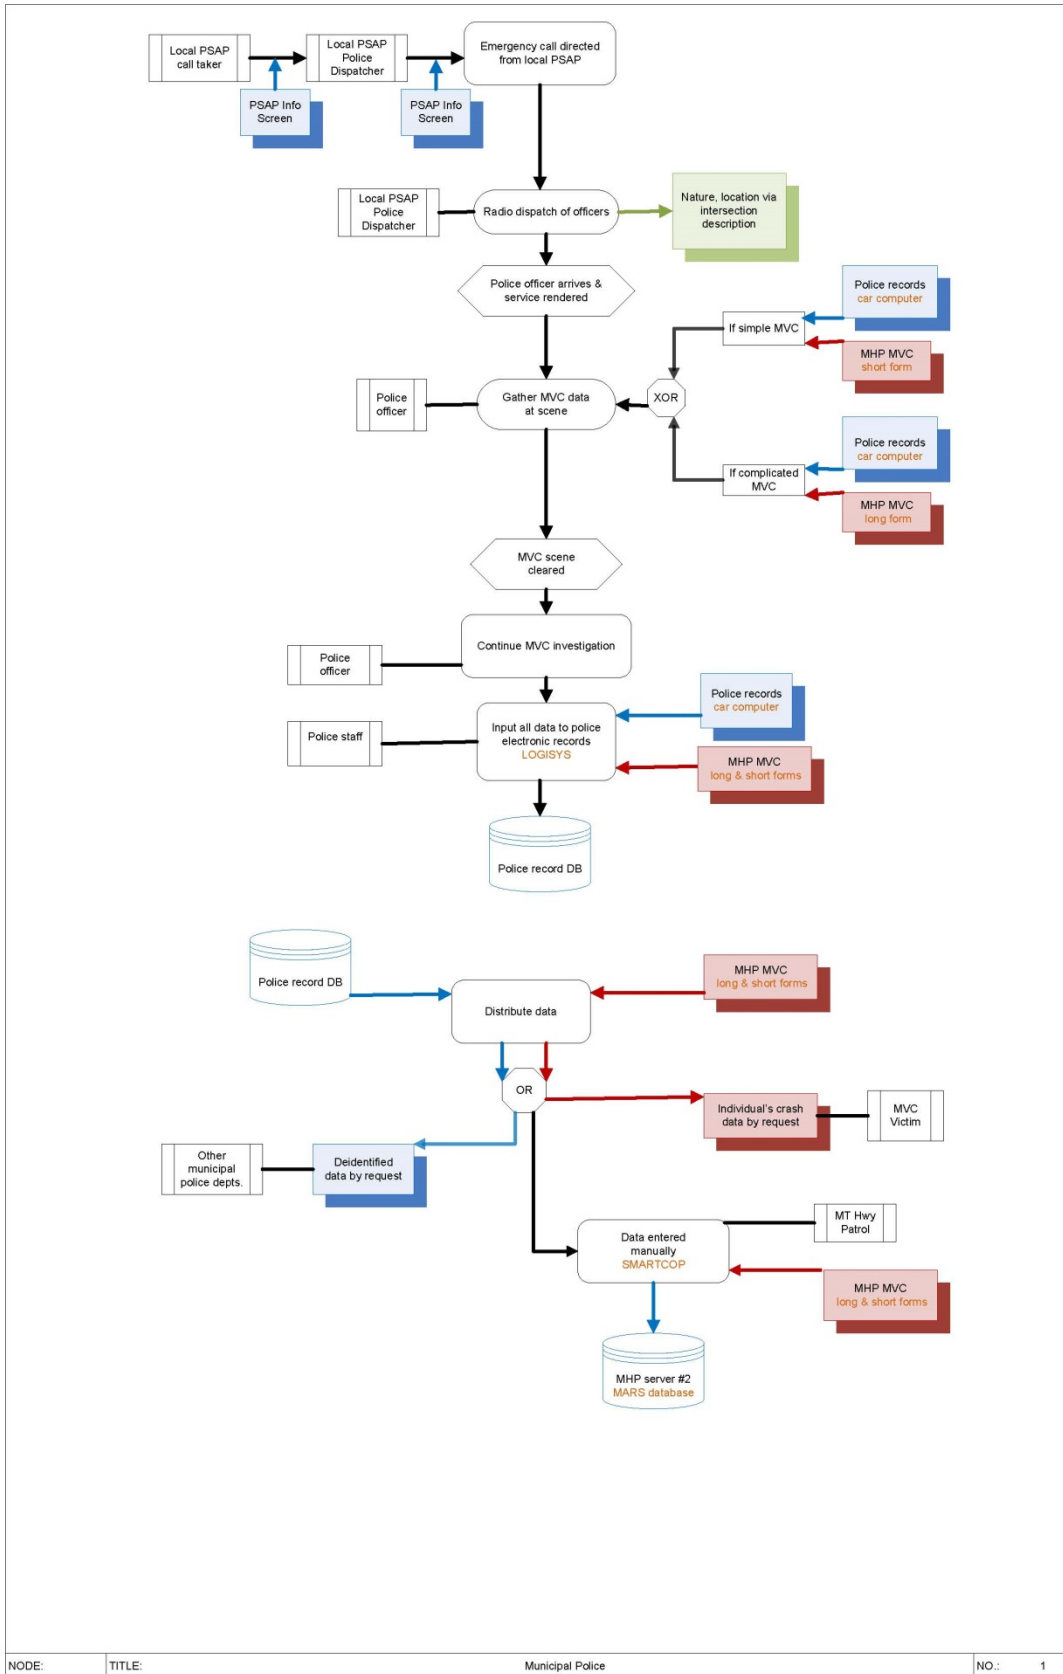 Local PSAP
call taker
Local PSAP
Police
Dispatcher
Emergency call directed
from local PSAP
PSAP Info
Screen
PSAP Info
Screen
Local PSAP
Police
Dispatcher
Radio dispatch of officers
Nature, location via
intersection
description
Police officer arrives &
service rendered
Police records
car computer
If simple MVC
MHP MVC
short form
Police
officer
Gather MVC data
at scene
XOR
Police records
car computer
If complicated
MVC
MHP MVC
long form
MVC scene
cleared
Police
officer
Continue MVC investigation
Police staff
Input all data to police
electronic records
LOGISYS
Police records
car computer
MHP MVC
long & short forms
Police record DB
Police record DB
Distribute data
MHP MVC
long & short forms
OR
Individual's crash
data by request
MVC
Victim
Other
municipal
police depts.
Deidentified
data by request
Data entered
manually
SMARTCOP
MT Hwy
Patrol
MHP MVC
long & short forms
MHP server #2
MARS database
NODE:
TITLE:
Municipal Police
NO.: 1